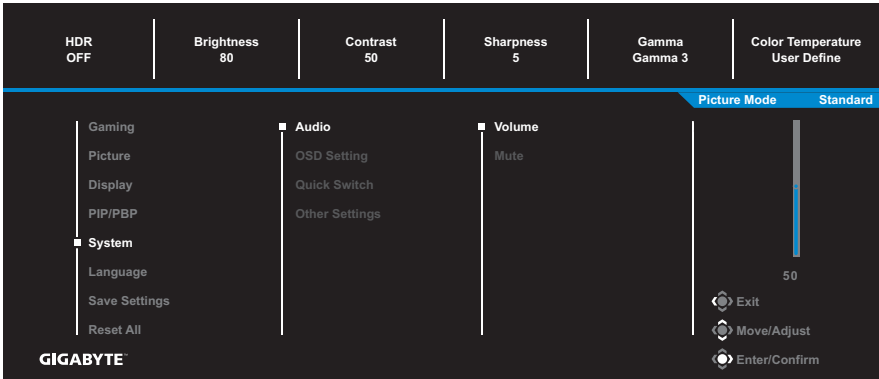 HDR Brightness Contrast Sharpness Gamma Color Temperature
OFF 80 50 5 Gamma 3 User Define
Picture Mode Standard
Gaming Audio Volume
Picture OSD Setting Mute
Display Quick Switch
PIP/PBP Other Settings
System
Language
50
Save Settings Exit
Reset All Move/Adjust
GIGABYTE™ Enter/Confirm